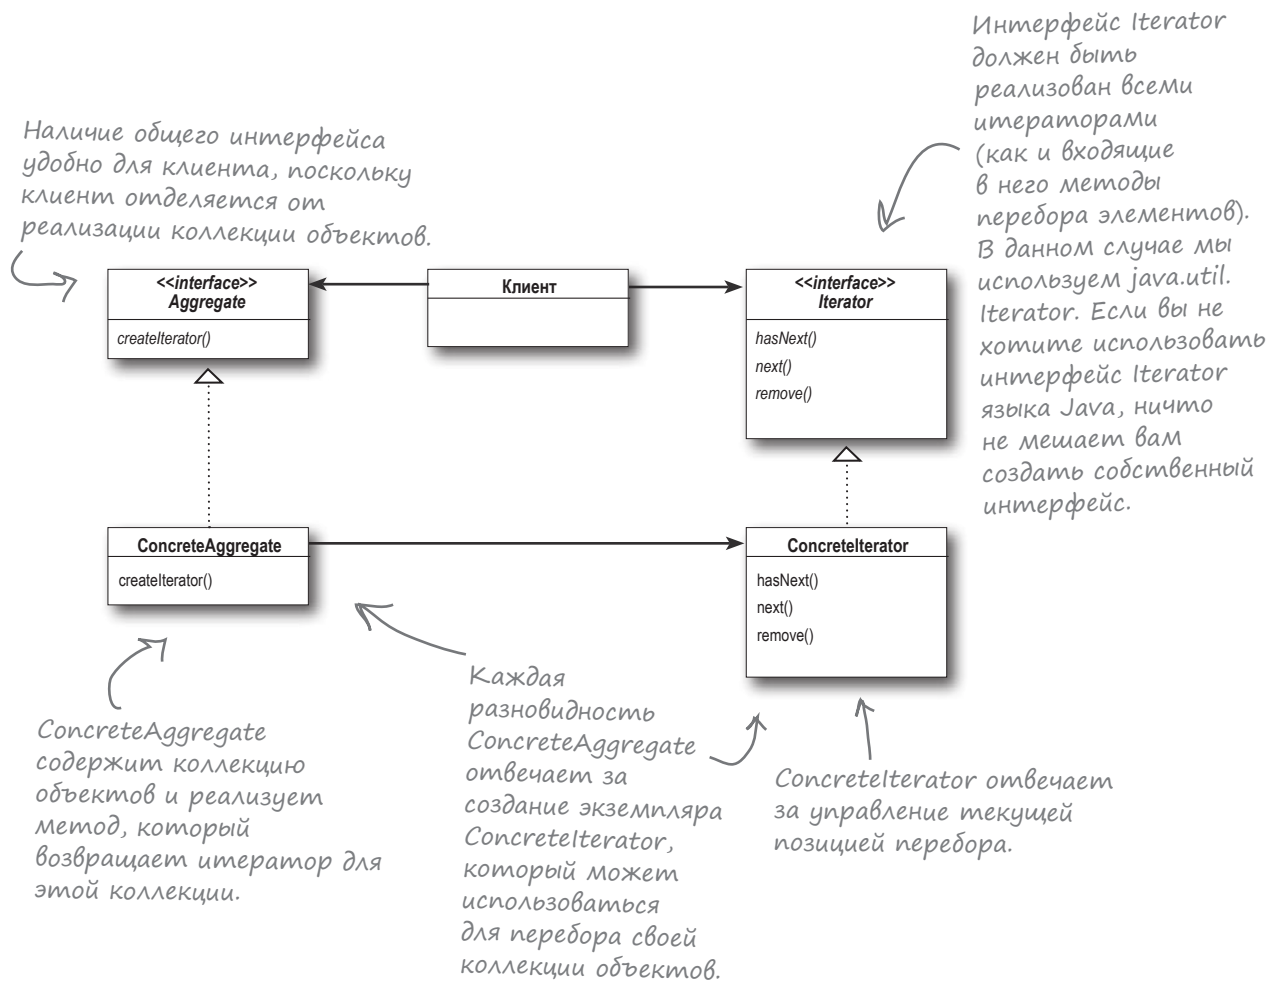 Интерфейс Iterator
должен быть
реализован всеми
итераторами
(как и входящие
в него методы
перебора элементов).
В данном случае мы
используем java.util.
Iterator. Если вы не
хотите использовать
интерфейс Iterator
языка Java, ничто
не мешает вам
создать собственный
интерфейс.
Наличие общего интерфейса
удобно для клиента, поскольку
клиент отделяется от
реализации коллекции объектов.
<<interface>>
Aggregate
createIterator()
Клиент
<<interface>>
Iterator
hasNext()
next()
remove()
ConcreteAggregate
createIterator()
ConcreteIterator
hasNext()
next()
remove()
ConcreteAggregate
содержит коллекцию
объектов и реализует
метод, который
возвращает итератор для
этой коллекции.
Каждая
разновидность
ConcreteAggregate
отвечает за
создание экземпляра
ConcreteIterator,
который может
использоваться
для перебора своей
коллекции объектов.
ConcreteIterator отвечает
за управление текущей
позицией перебора.